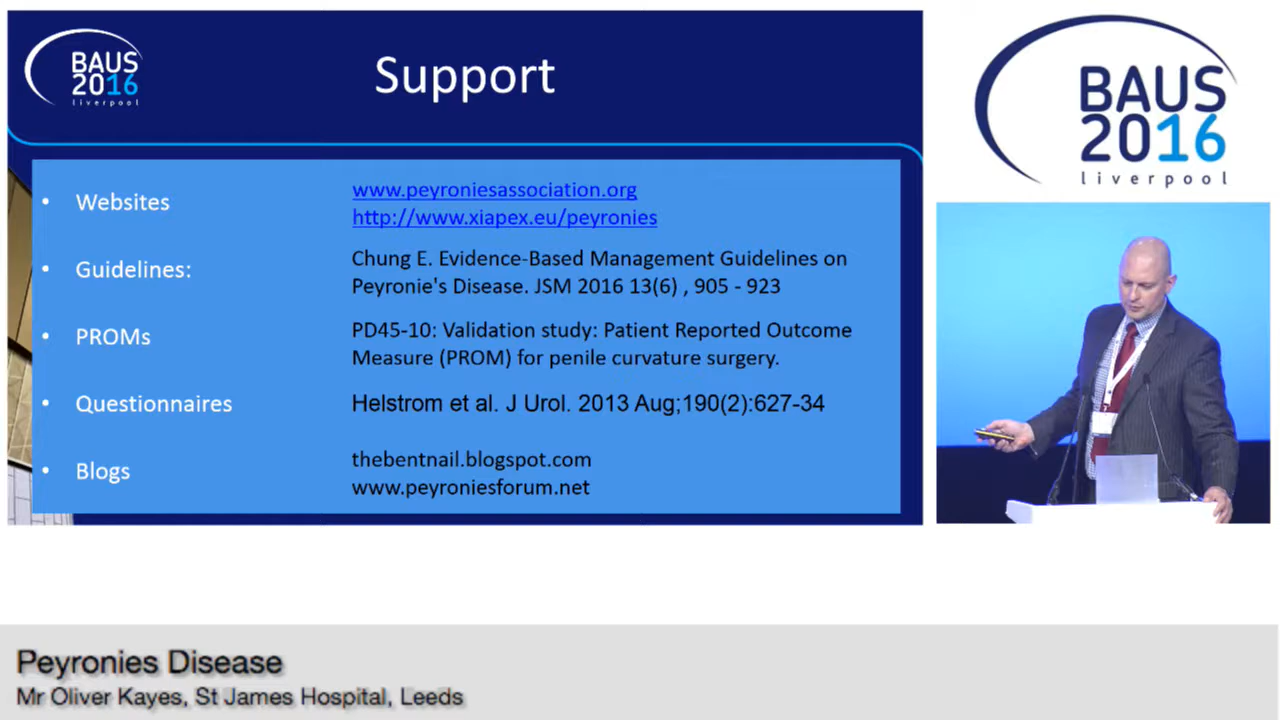 BAUS
2016
liverpool
Support
BAUS
2016
liverpool
• Websites
www.peyroniesassociation.org
http://www.xiapex.eu/peyronies
• Guidelines:
Chung E. Evidence-Based Management Guidelines on
Peyronie's Disease. JSM 2016 13(6) , 905 - 923
• PROMs
PD45-10: Validation study: Patient Reported Outcome
Measure (PROM) for penile curvature surgery.
• Questionnaires
Helstrom et al. J Urol. 2013 Aug;190(2):627-34
• Blogs
thebentnail.blogspot.com
www.peyroniesforum.net
Peyronies Disease
Mr Oliver Kayes, St James Hospital, Leeds